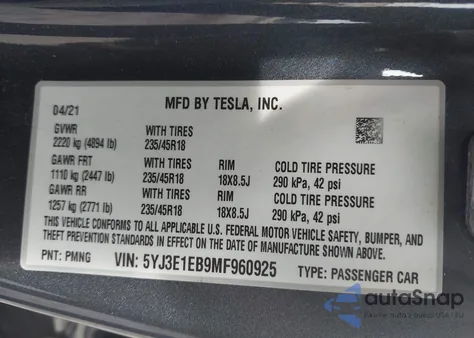 MFD BY TESLA, INC.
04/21
GVWR WITH TIRES
2220 kg (4894 lb) 235/45R18
GAWR FRT WITH TIRES RIM COLD TIRE PRESSURE
1110 kg (2447 lb) 235/45R18 18X8.5J 290 kPa, 42 psi
GAWR RR WITH TIRES RIM COLD TIRE PRESSURE
1257 kg (2771 lb) 235/45R18 18X8.5J 290 kPa, 42 psi
THIS VEHICLE CONFORMS TO ALL APPLICABLE U.S. FEDERAL MOTOR VEHICLE SAFETY, BUMPER, AND
THEFT PREVENTION STANDARDS IN EFFECT ON THE DATE OF MANUFACTURE SHOWN ABOVE.
PNT: PMNG VIN: 5YJ3E1EB9MF960925 TYPE: PASSENGER CAR
autoSnap